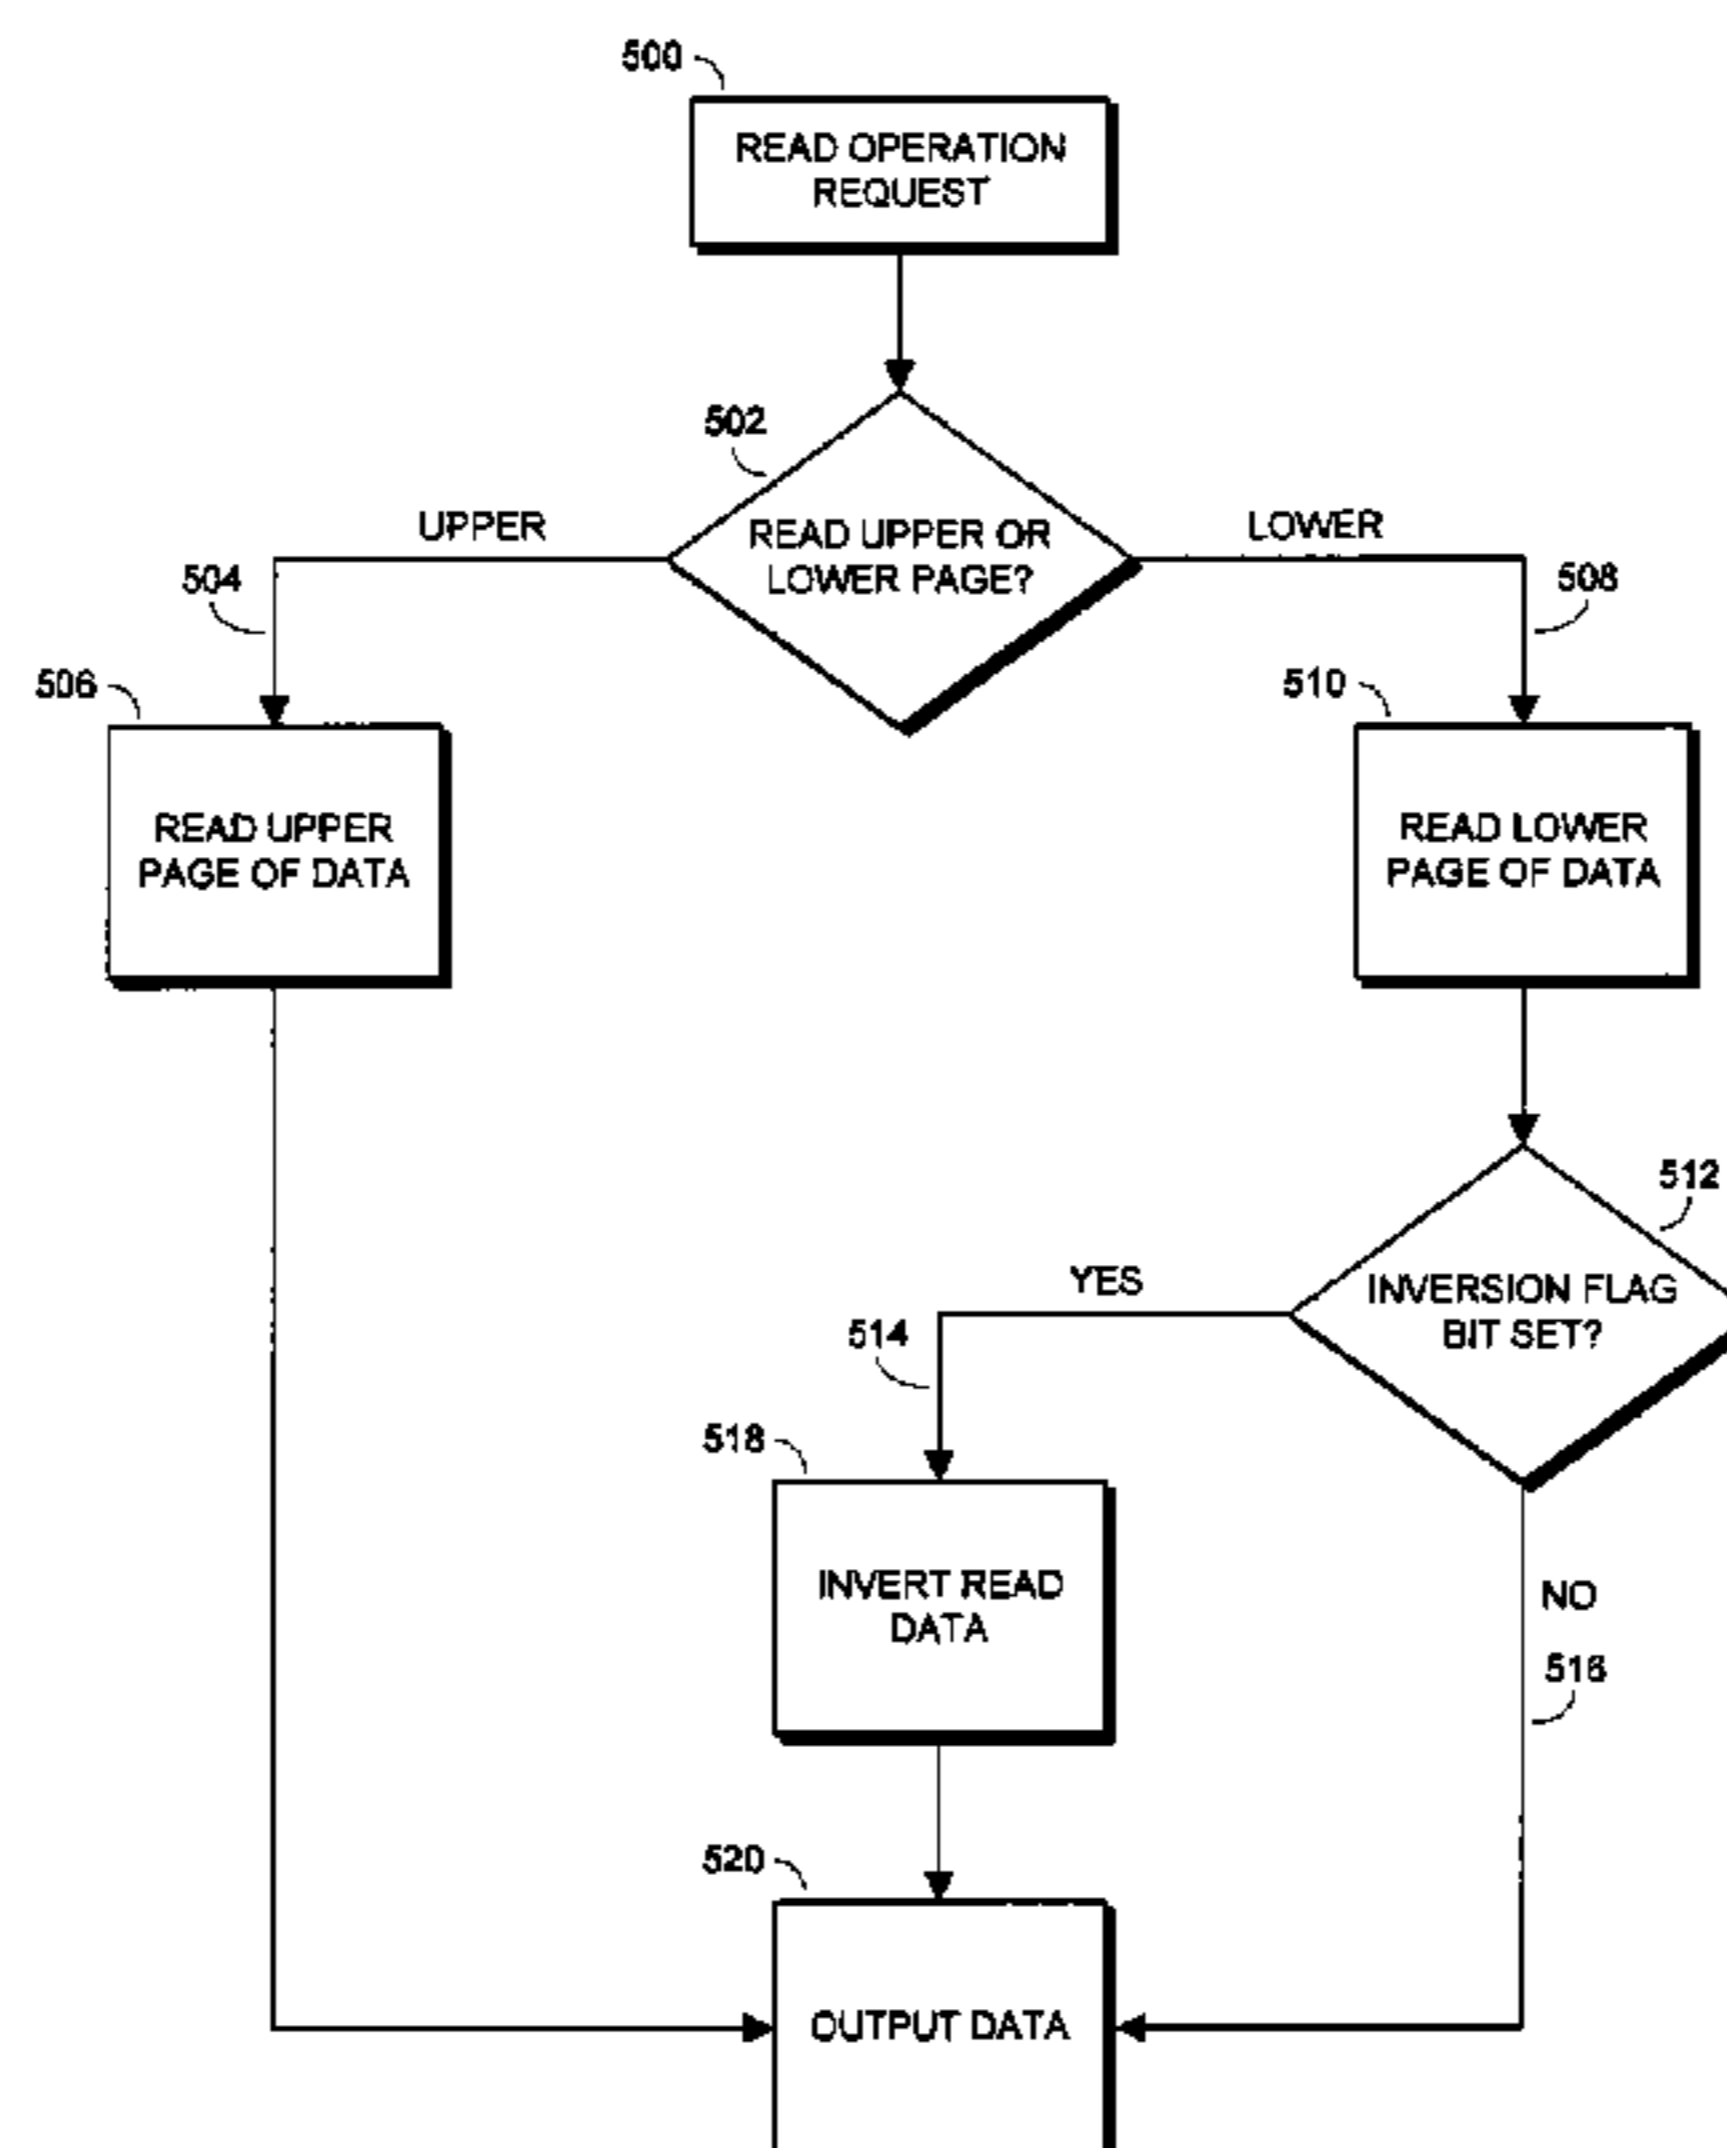 500
READ OPERATION
REQUEST
502
UPPER
READ UPPER OR
LOWER PAGE?
LOWER
504
508
506
510
READ UPPER
PAGE OF DATA
READ LOWER
PAGE OF DATA
512
YES
INVERSION FLAG
BIT SET?
514
518
INVERT READ
DATA
NO
516
520
OUTPUT DATA